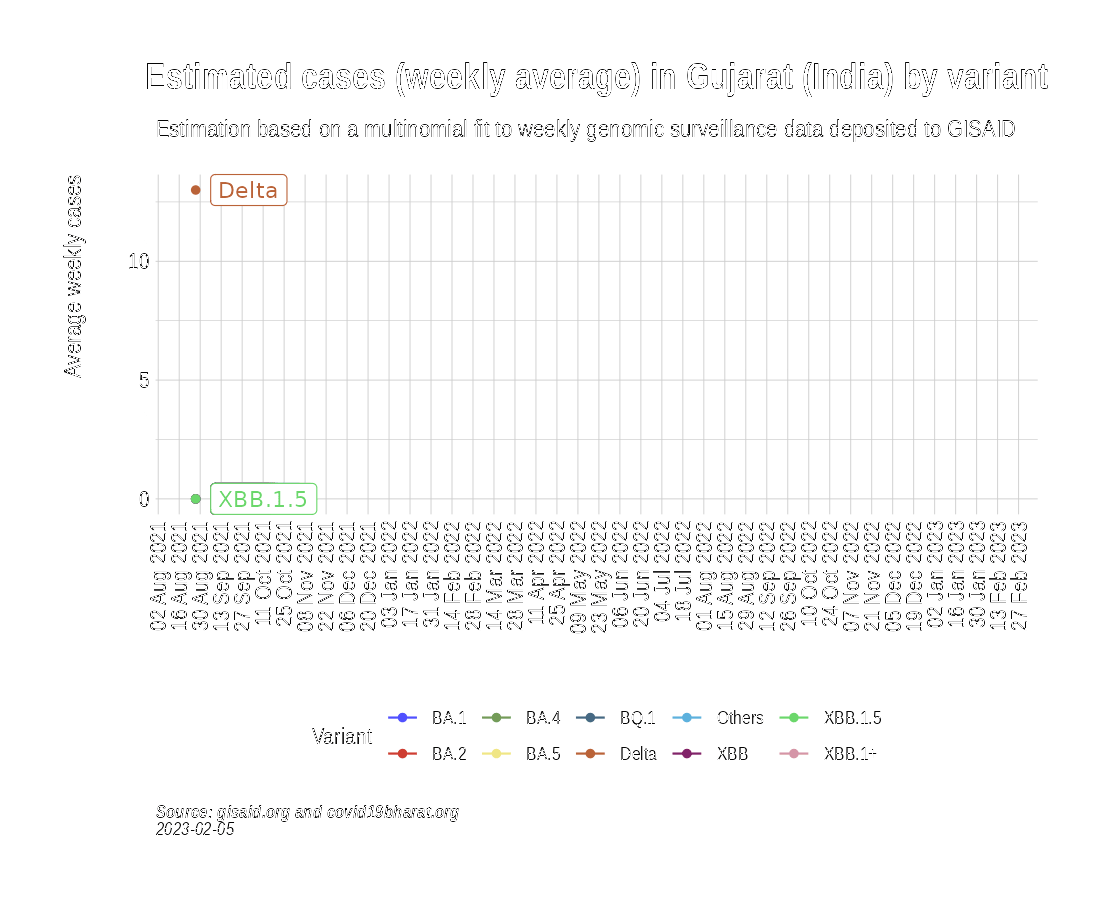 Estimated cases (weekly average) in Gujarat (India) by variant
Estimation based on a multinomial fit to weekly genomic surveillance data deposited to GISAID
Average weekly cases
Delta
10
5
0
XBB.1.5
02 Aug 2021
16 Aug 2021
30 Aug 2021
13 Sep 2021
27 Sep 2021
11 Oct 2021
25 Oct 2021
08 Nov 2021
22 Nov 2021
06 Dec 2021
20 Dec 2021
03 Jan 2022
17 Jan 2022
31 Jan 2022
14 Feb 2022
28 Feb 2022
14 Mar 2022
28 Mar 2022
11 Apr 2022
25 Apr 2022
09 May 2022
23 May 2022
06 Jun 2022
20 Jun 2022
04 Jul 2022
18 Jul 2022
01 Aug 2022
15 Aug 2022
29 Aug 2022
12 Sep 2022
26 Sep 2022
10 Oct 2022
24 Oct 2022
07 Nov 2022
21 Nov 2022
05 Dec 2022
19 Dec 2022
02 Jan 2023
16 Jan 2023
30 Jan 2023
13 Feb 2023
27 Feb 2023
Variant
BA.1 BA.4 BQ.1 Others XBB.1.5
BA.2 BA.5 Delta XBB XBB.1+
Source: gisaid.org and covid19bharat.org
2023-02-05